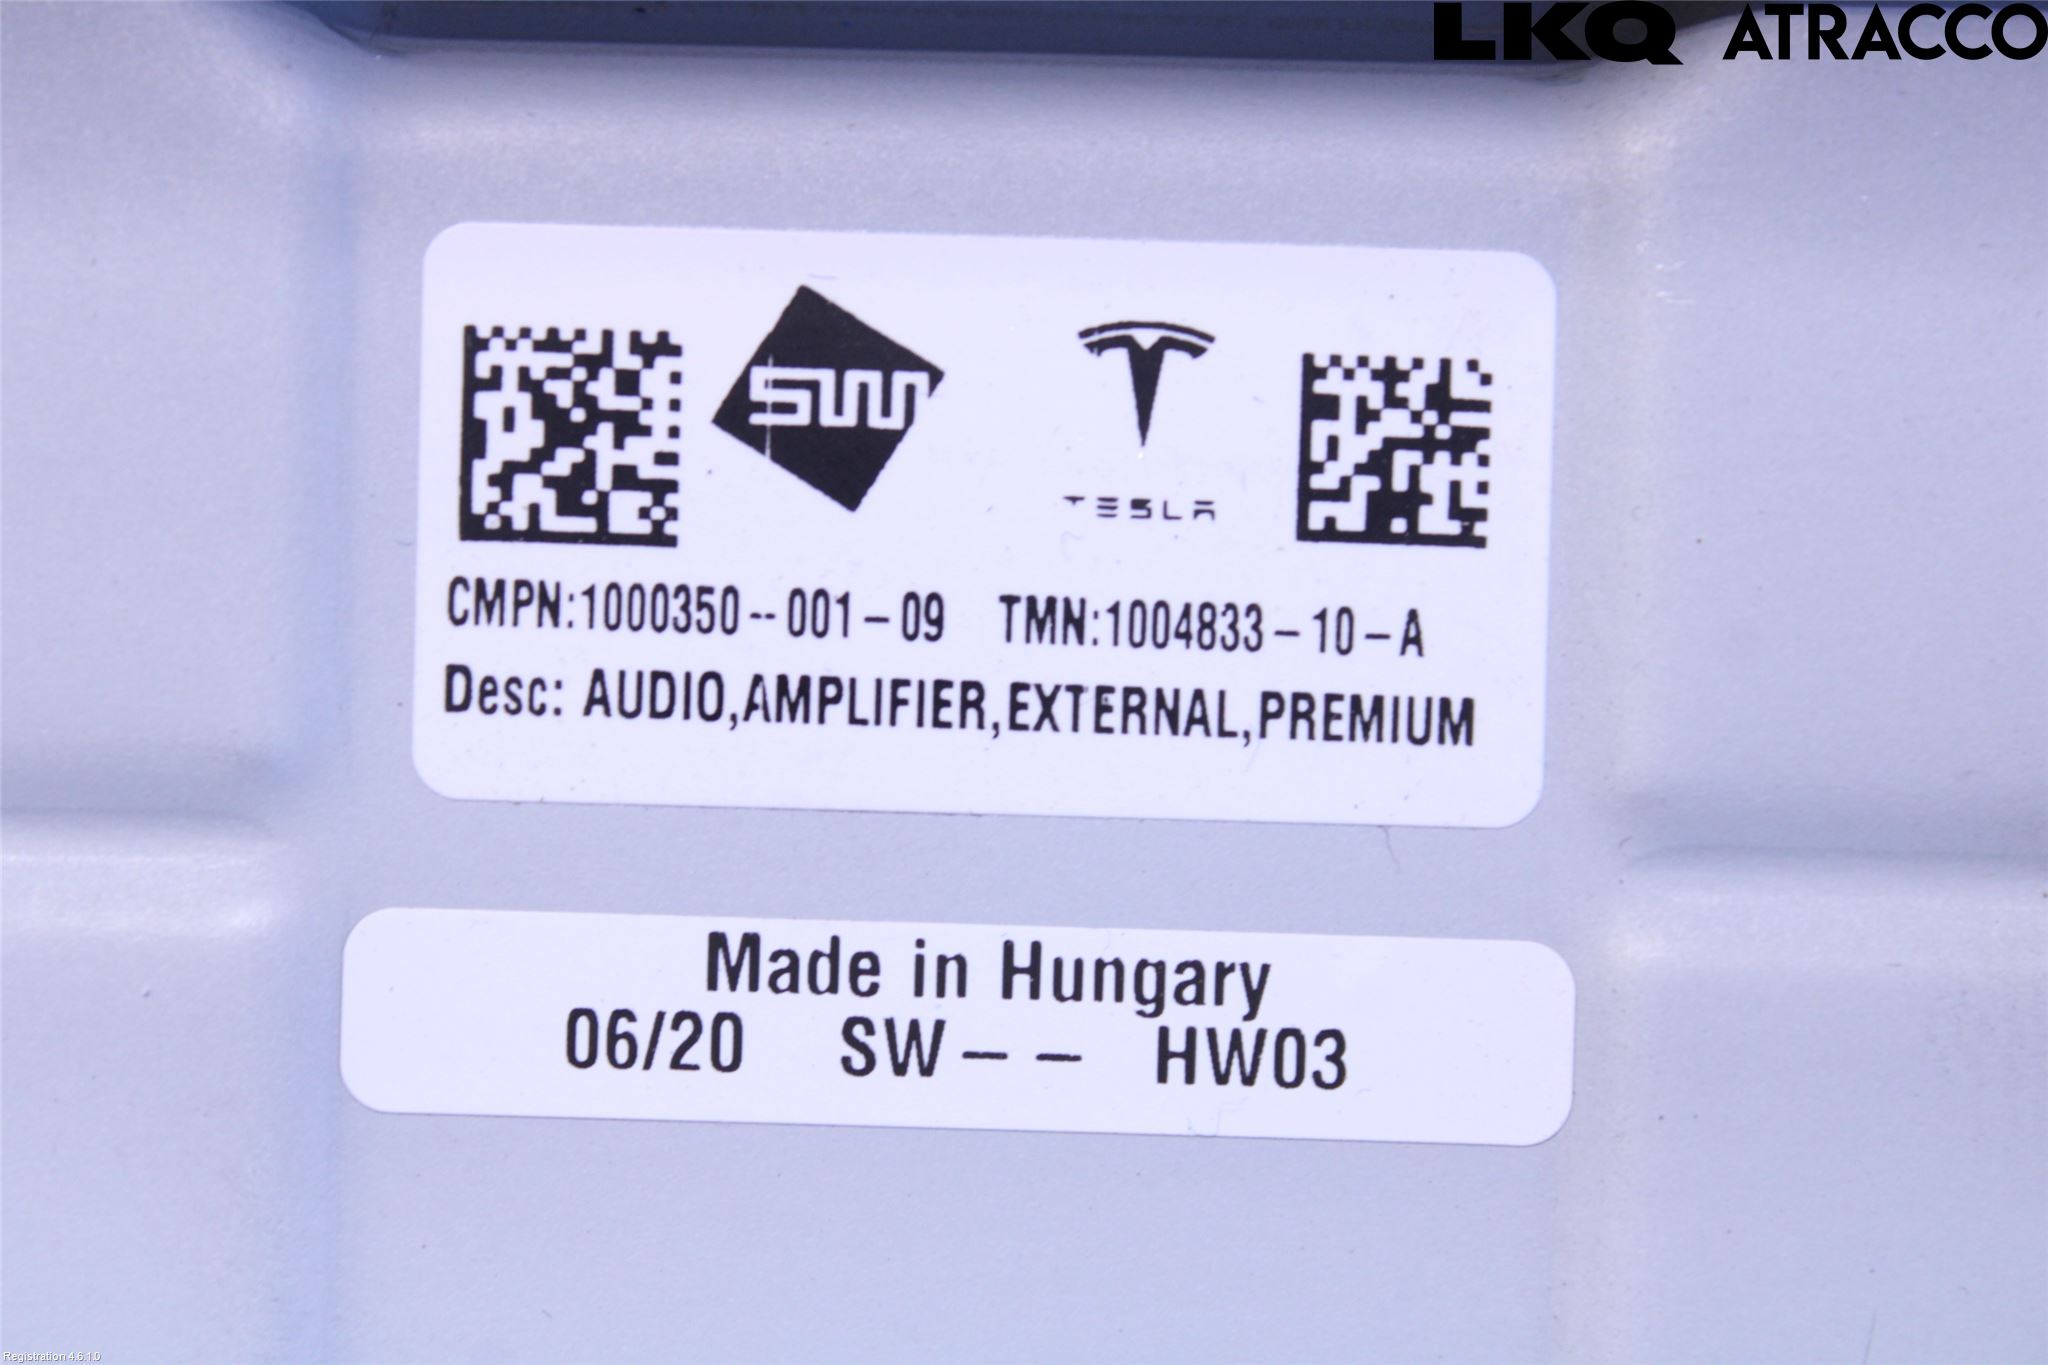 LKQ ATRACCO
SW
TESLA
CMPN:1000350--001-09 TMN:1004833-10-A
Desc: AUDIO,AMPLIFIER,EXTERNAL,PREMIUM
Made in Hungary
06/20 SW-- HW03
Registration 4.6.1.0